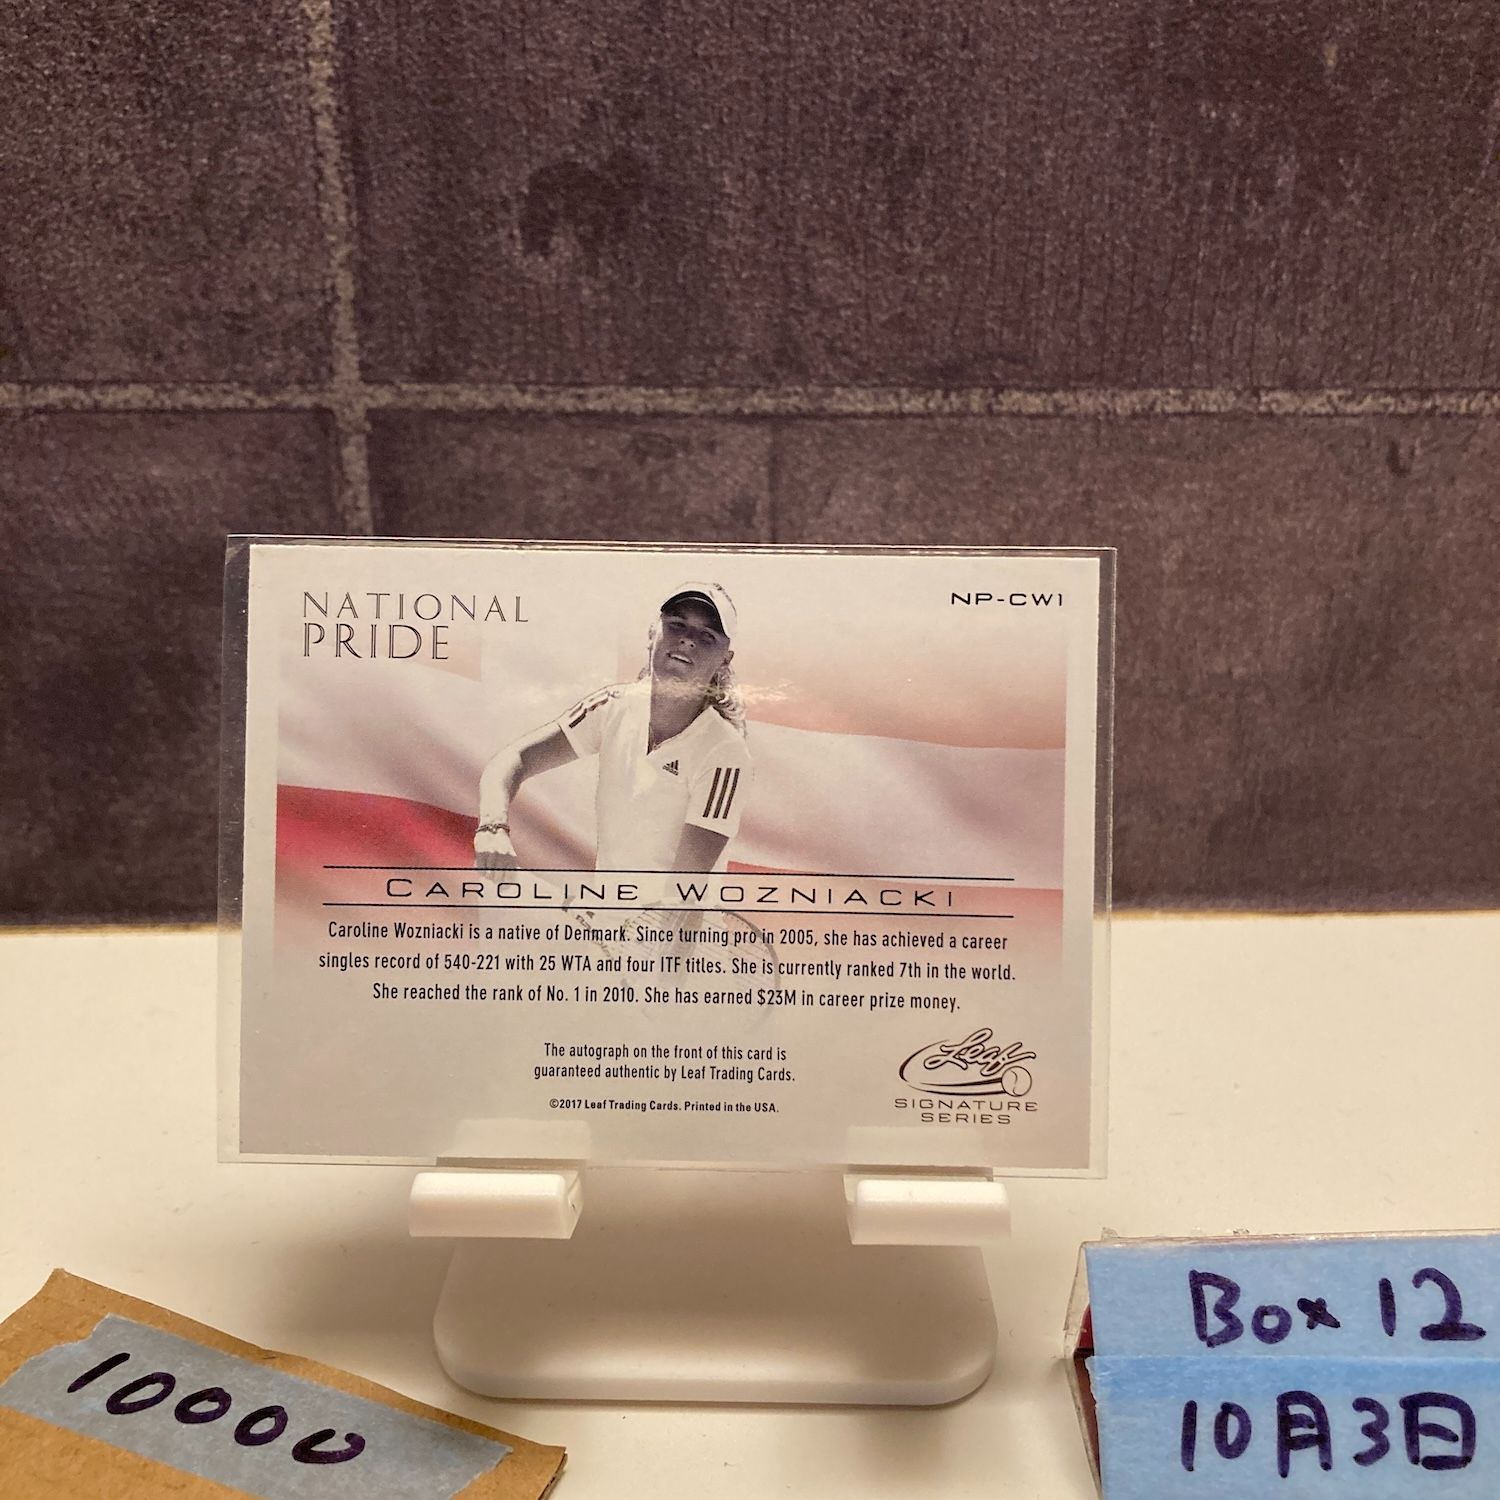 NATIONAL
PRIDE
NP-CW1
CAROLINE WOZNIACKI
Caroline Wozniacki is a native of Denmark. Since turning pro in 2005, she has achieved a career
singles record of 540-221 with 25 WTA and four ITF titles. She is currently ranked 7th in the world.
She reached the rank of No. 1 in 2010. She has earned $23M in career prize money.
The autograph on the front of this card is
guaranteed authentic by Leaf Trading Cards.
©2017 Leaf Trading Cards. Printed in the USA.
Leaf
SIGNATURE
SERIES
10000
Box 12
10月3日